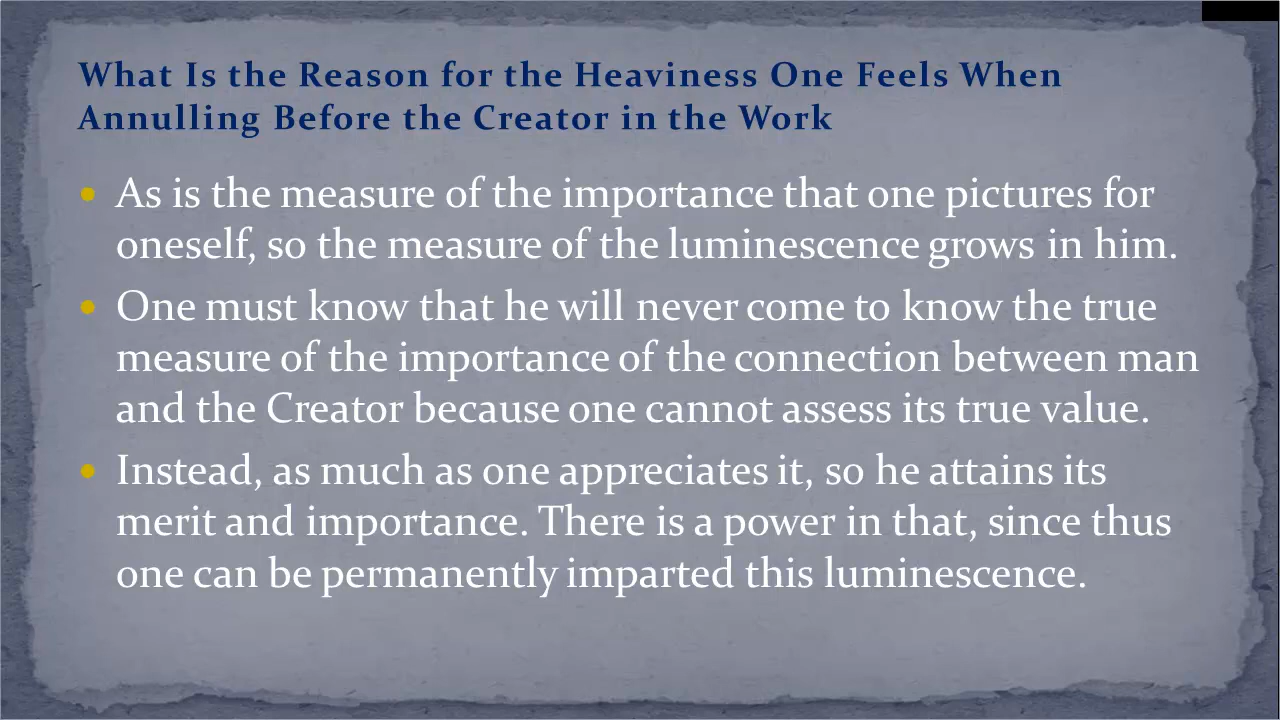 What Is the Reason for the Heaviness One Feels When
Annulling Before the Creator in the Work
• As is the measure of the importance that one pictures for
oneself, so the measure of the luminescence grows in him.
• One must know that he will never come to know the true
measure of the importance of the connection between man
and the Creator because one cannot assess its true value.
• Instead, as much as one appreciates it, so he attains its
merit and importance. There is a power in that, since thus
one can be permanently imparted this luminescence.